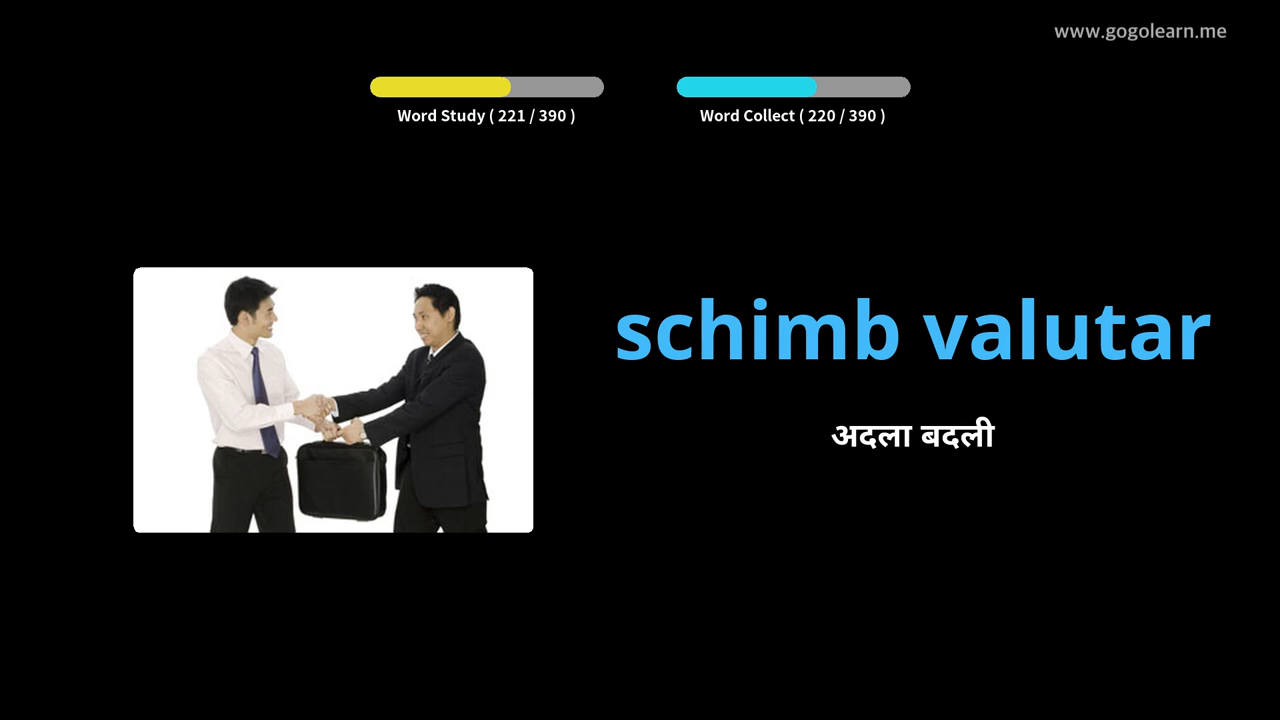 www.gogolearn.me
Word Study ( 221 / 390 )
Word Collect ( 220 / 390 )
schimb valutar
अदला बदली